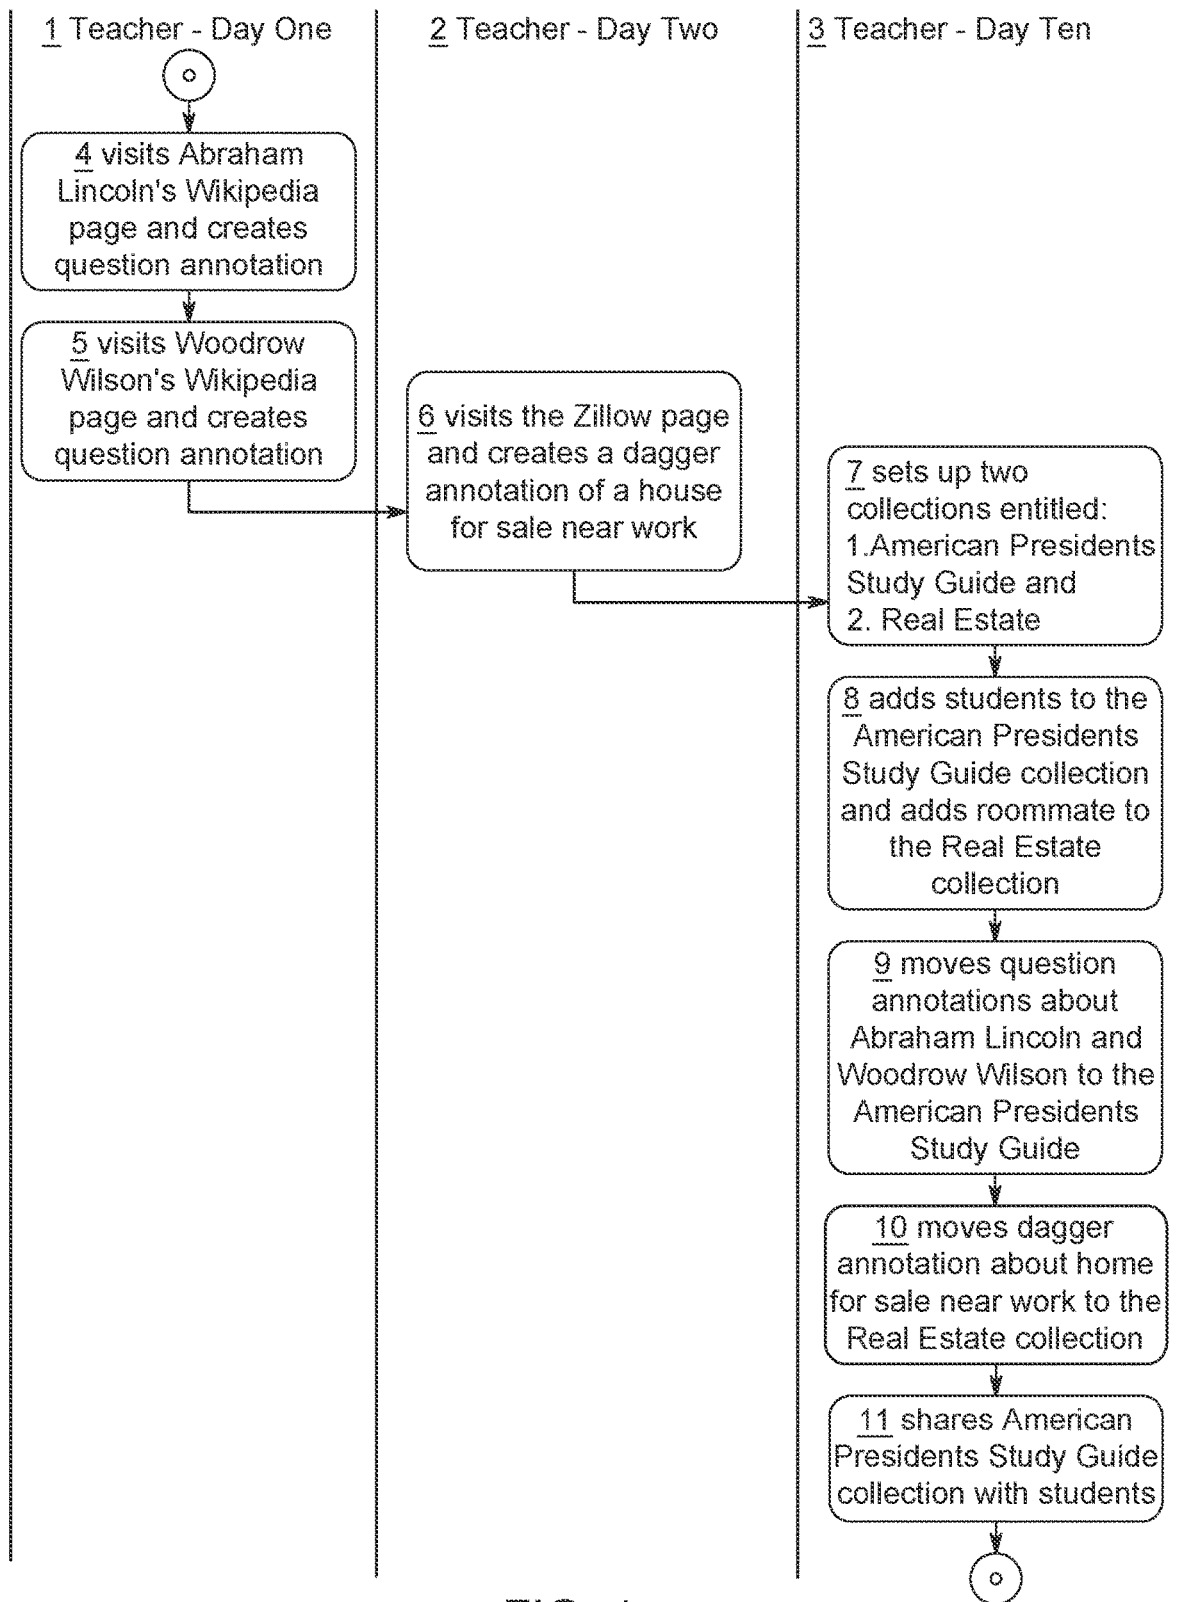 1 Teacher - Day One
2 Teacher - Day Two
3 Teacher - Day Ten
4 visits Abraham
Lincoln's Wikipedia
page and creates
question annotation
5 visits Woodrow
Wilson's Wikipedia
page and creates
question annotation
6 visits the Zillow page
and creates a dagger
annotation of a house
for sale near work
7 sets up two
collections entitled:
1.American Presidents
Study Guide and
2. Real Estate
8 adds students to the
American Presidents
Study Guide collection
and adds roommate to
the Real Estate
collection
9 moves question
annotations about
Abraham Lincoln and
Woodrow Wilson to the
American Presidents
Study Guide
10 moves dagger
annotation about home
for sale near work to the
Real Estate collection
11 shares American
Presidents Study Guide
collection with students